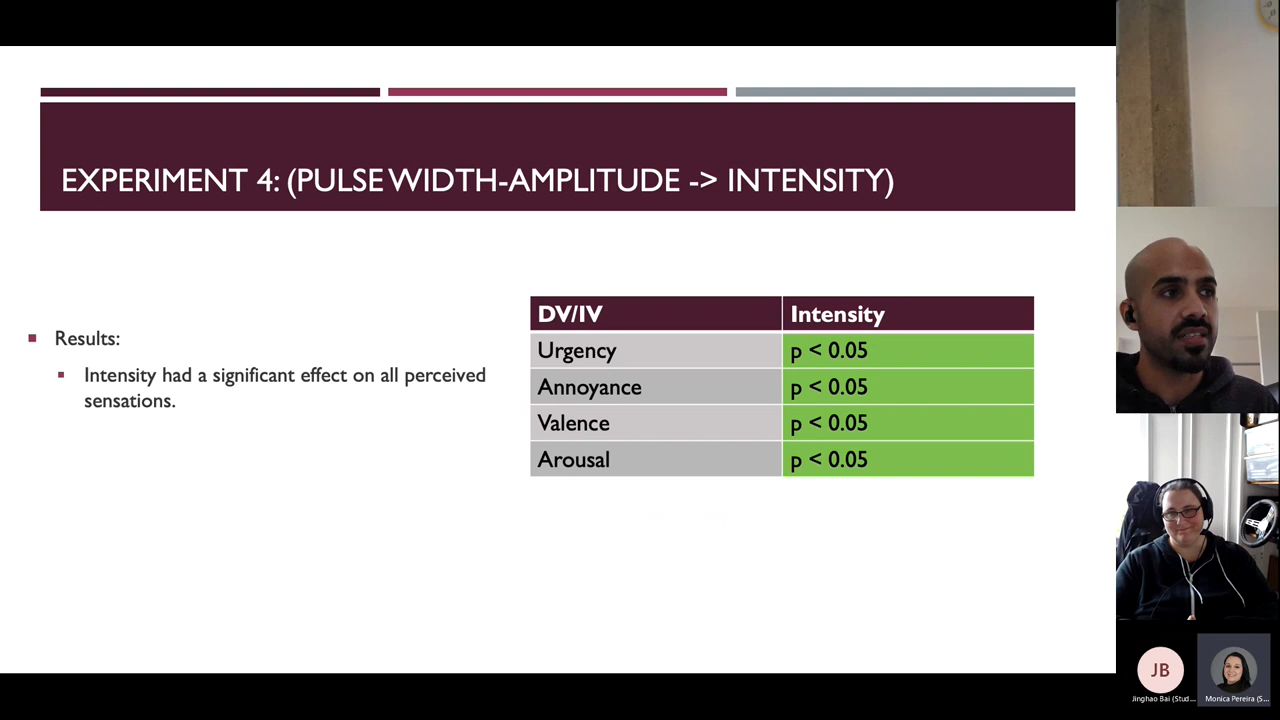 EXPERIMENT 4: (PULSE WIDTH-AMPLITUDE -> INTENSITY)
Results:
Intensity had a significant effect on all perceived
sensations.
DV/IV Intensity
Urgency p < 0.05
Annoyance p < 0.05
Valence p < 0.05
Arousal p < 0.05
JB
Jinghao Bai (Stud...
Monica Pereira (S...